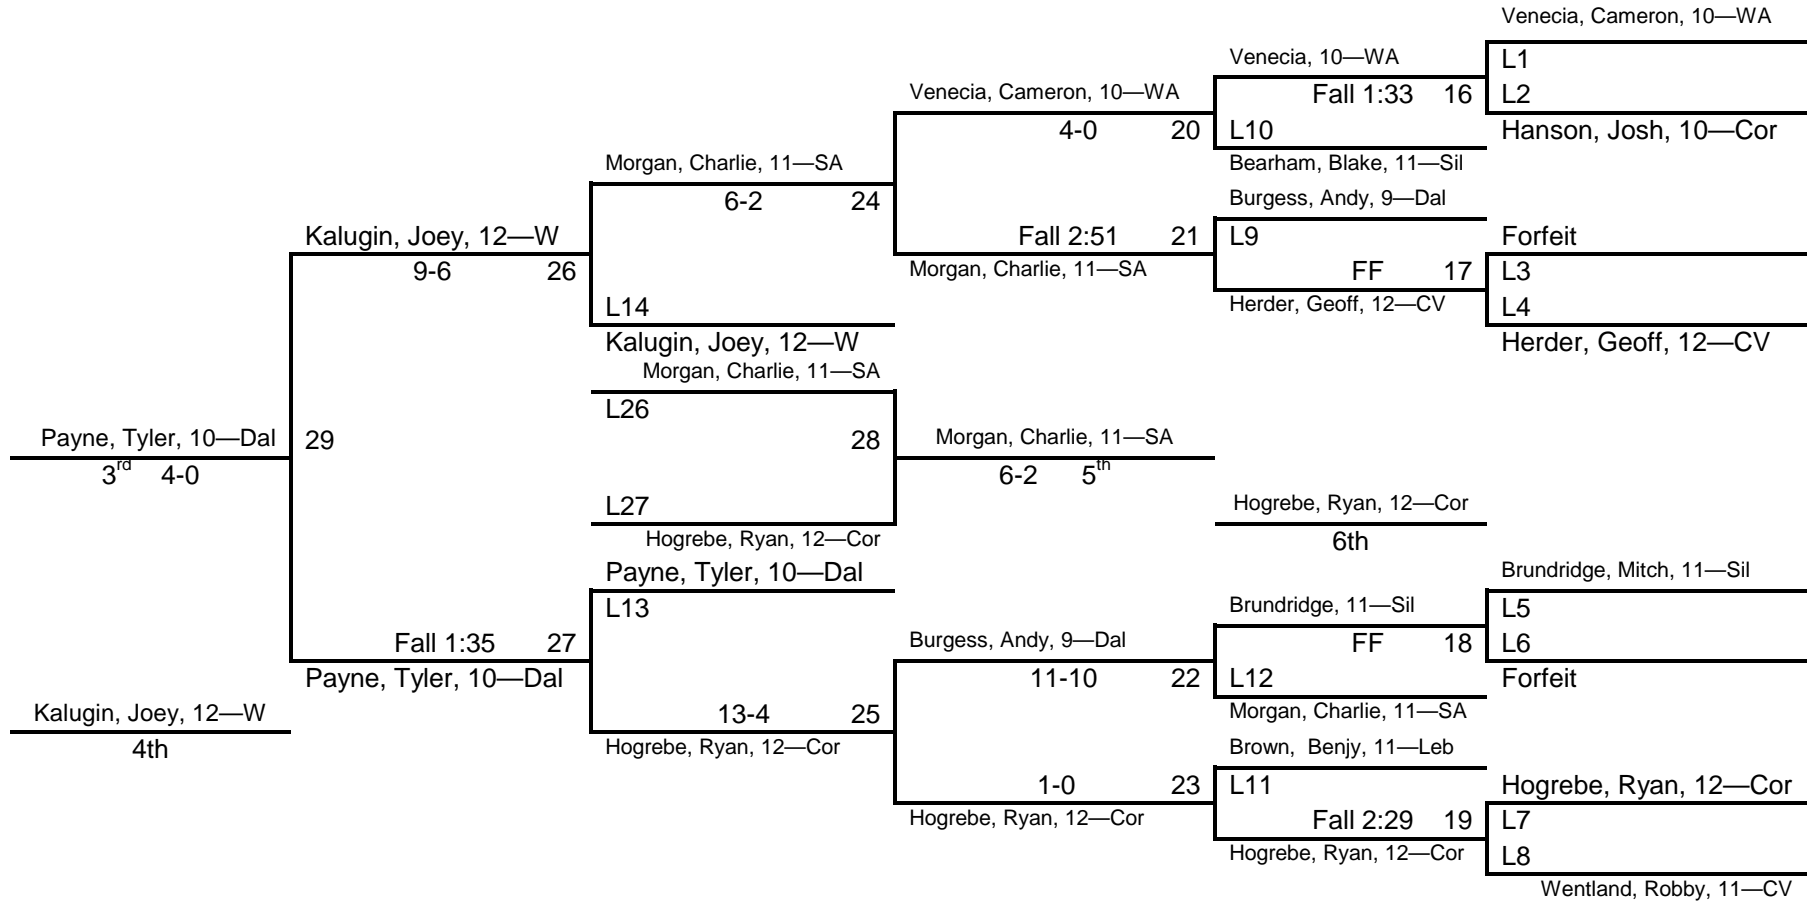 Venecia, Cameron, 10—WA
L1
L2
Hanson, Josh, 10—Cor
Venecia, 10—WA
Fall 1:33 16
L10
Bearham, Blake, 11—Sil
Venecia, Cameron, 10—WA
4-0 20
Burgess, Andy, 9—Dal
L9
FF 17
Herder, Geoff, 12—CV
Forfeit
L3
L4
Herder, Geoff, 12—CV
Fall 2:51 21
Morgan, Charlie, 11—SA
Morgan, Charlie, 11—SA
6-2 24
L14
Kalugin, Joey, 12—W
Kalugin, Joey, 12—W
9-6 26
Morgan, Charlie, 11—SA
L26
28
L27
Hogrebe, Ryan, 12—Cor
Morgan, Charlie, 11—SA
6-2 5th
Hogrebe, Ryan, 12—Cor
6th
Payne, Tyler, 10—Dal
3rd 4-0
29
Payne, Tyler, 10—Dal
L13
Fall 1:35 27
Payne, Tyler, 10—Dal
Kalugin, Joey, 12—W
4th
13-4 25
Hogrebe, Ryan, 12—Cor
Burgess, Andy, 9—Dal
11-10 22
Brundridge, 11—Sil
FF 18
L12
Morgan, Charlie, 11—SA
Brundridge, Mitch, 11—Sil
L5
L6
Forfeit
1-0 23
Hogrebe, Ryan, 12—Cor
Brown, Benjy, 11—Leb
L11
Fall 2:29 19
Hogrebe, Ryan, 12—Cor
Hogrebe, Ryan, 12—Cor
L7
L8
Wentland, Robby, 11—CV